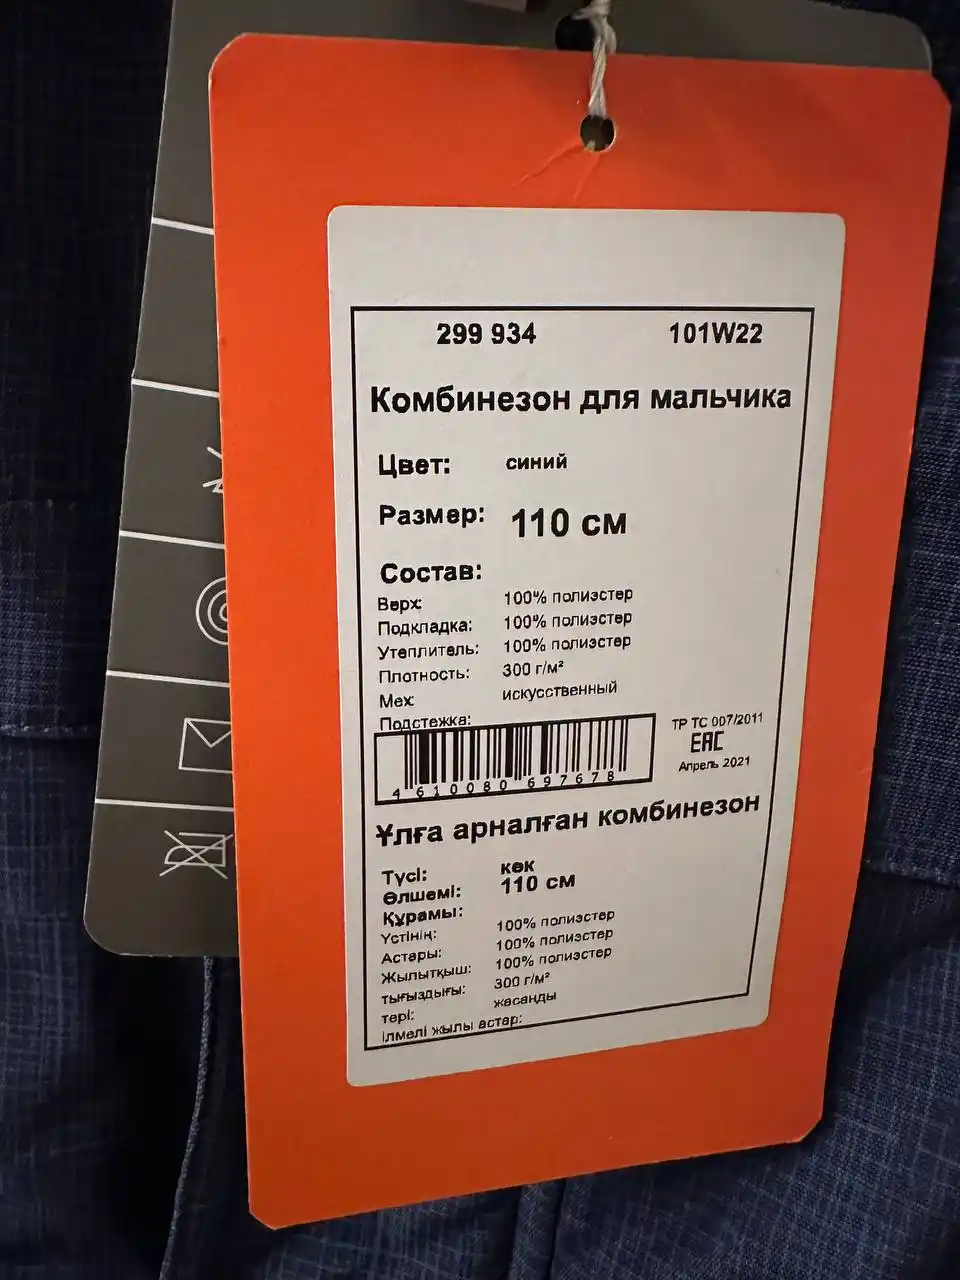 299 934 101W22
Комбинезон для мальчика
Цвет: синий
Размер: 110 см
Состав:
Верх: 100% полиэстер
Подкладка: 100% полиэстер
Утеплитель: 100% полиэстер
Плотность: 300 г/м²
Мех: искусственный
Подстежка:
ТР ТС 007/2011
ЕАС
Апрель 2021
4 610080 697678
Ұлға арналған комбинезон
Түсі: көк
Өлшемі: 110 см
Құрамы:
Үстінің: 100% полиэстер
Астары: 100% полиэстер
Жылытқыш: 100% полиэстер
тығыздығы: 300 г/м²
тері: жасанды
ілмелі жылы астар: